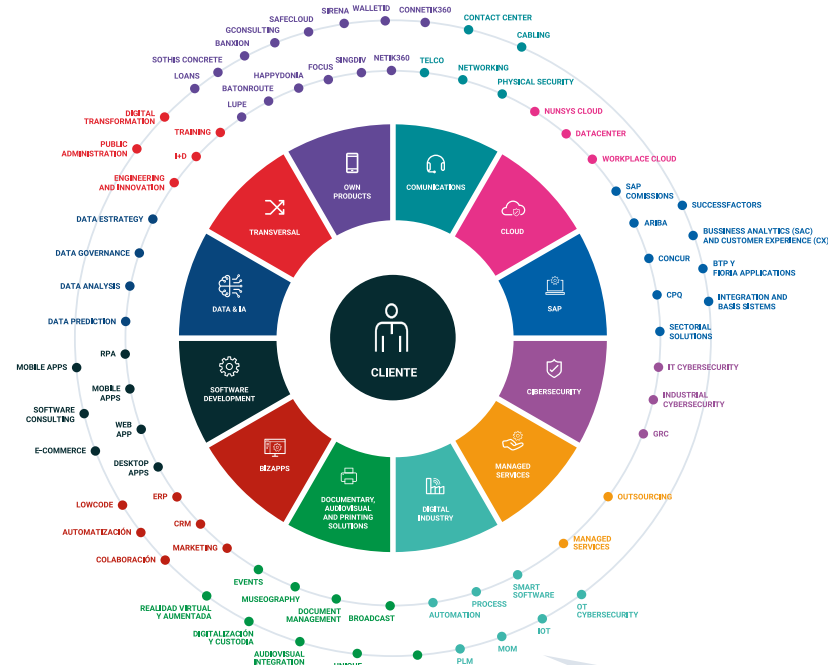 SIRENA
WALLETID
CONNETIK360
SAFECLOUD
GCONSULTING
BANXION
SOTHIS CONCRETE
LOANS
CONTACT CENTER
CABLING
NETIK360
SINGDIV
FOCUS
HAPPYDONIA
BATONROUTE
LUPE
TELCO
NETWORKING
PHYSICAL SECURITY
DIGITAL
TRANSFORMATION
PUBLIC
ADMINISTRATION
TRAINING
I+D
ENGINEERING
AND INNOVATION
NUNSYS CLOUD
DATACENTER
WORKPLACE CLOUD
SAP
COMISSIONS
SUCCESSFACTORS
ARIBA
BUSSINESS ANALYTICS (SAC)
AND CUSTOMER EXPERIENCE (CX)
CONCUR
BTP Y
FIORIA APPLICATIONS
CPQ
INTEGRATION AND
BASIS SISTEMS
SECTORIAL
SOLUTIONS
DATA ESTRATEGY
DATA GOVERNANCE
DATA ANALYSIS
DATA PREDICTION
OWN
PRODUCTS
COMUNICATIONS
TRANSVERSAL
CLOUD
DATA & IA
SAP
CLIENTE
SOFTWARE
DEVELOPMENT
CIBERSECURITY
BIZAPPS
MANAGED
SERVICES
DOCUMENTARY,
AUDIOVISUAL
AND PRINTING
SOLUTIONS
DIGITAL
INDUSTRY
RPA
MOBILE APPS
MOBILE
APPS
SOFTWARE
CONSULTING
WEB
APP
E-COMMERCE
DESKTOP
APPS
IT CYBERSECURITY
INDUSTRIAL
CYBERSECURITY
GRC
OUTSOURCING
MANAGED
SERVICES
LOWCODE
ERP
AUTOMATIZACIÓN
CRM
COLABORACIÓN
MARKETING
EVENTS
MUSEOGRAPHY
DOCUMENT
MANAGEMENT
BROADCAST
REALIDAD VIRTUAL
Y AUMENTADA
DIGITALIZACIÓN
Y CUSTODIA
AUDIOVISUAL
INTEGRATION
UNIQUE
AUTOMATION
PROCESS
SMART
SOFTWARE
OT
CYBERSECURITY
IOT
MOM
PLM